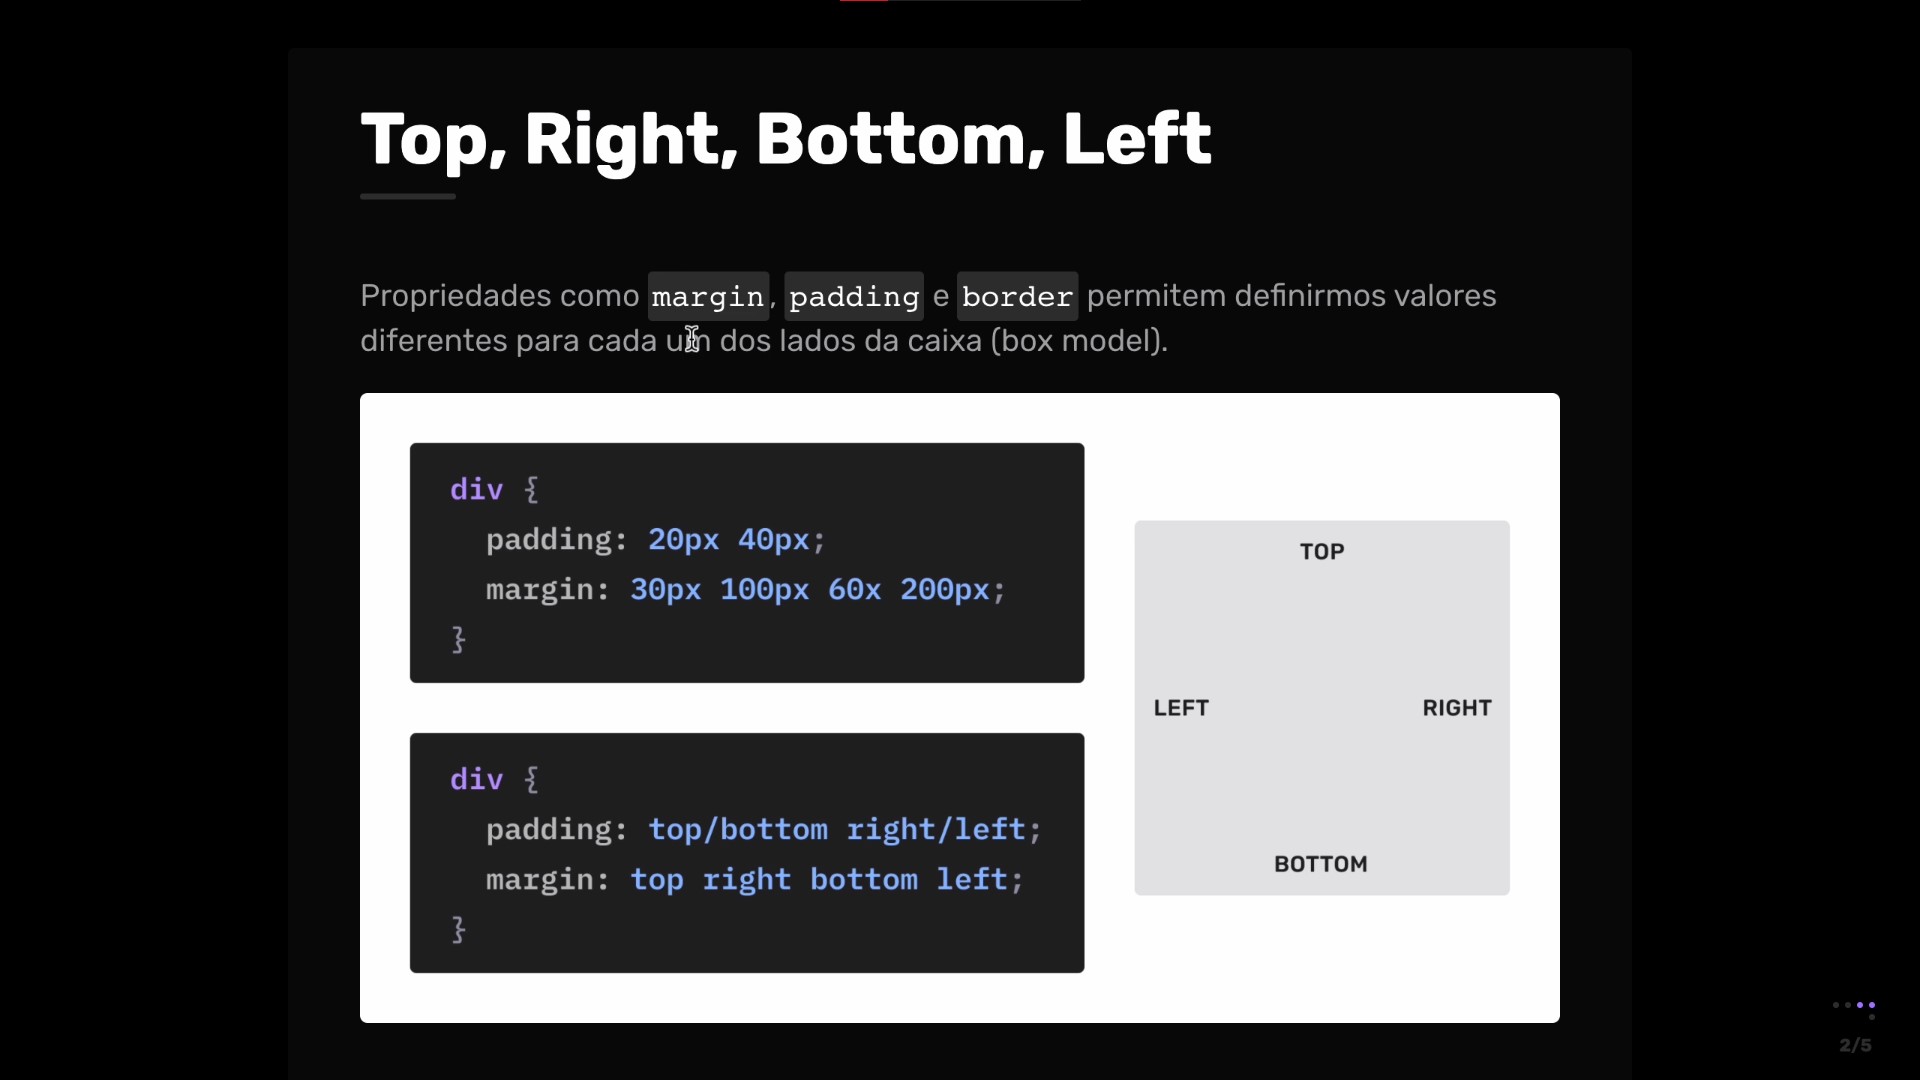 Top, Right, Bottom, Left
Propriedades como margin, padding e border permitem definirmos valores
diferentes para cada um dos lados da caixa (box model).
div {
padding: 20px 40px;
margin: 30px 100px 60x 200px;
}
TOP
LEFT
RIGHT
BOTTOM
div {
padding: top/bottom right/left;
margin: top right bottom left;
}
2/5